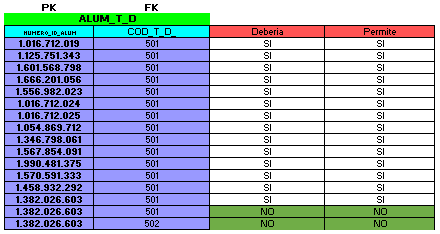 PK FK
ALUM_T_D
NUMERO_ID_ALUM COD_T_D_ Deberia Permite
1.016.712.019 501 SI SI
1.125.751.343 501 SI SI
1.601.568.798 501 SI SI
1.666.201.056 501 SI SI
1.556.982.023 501 SI SI
1.016.712.024 501 SI SI
1.016.712.025 501 SI SI
1.054.869.712 501 SI SI
1.346.798.061 501 SI SI
1.567.854.091 501 SI SI
1.990.481.375 501 SI SI
1.570.591.333 501 SI SI
1.458.932.292 501 SI SI
1.382.026.603 501 SI SI
1.382.026.603 501 NO NO
1.382.026.603 502 NO NO